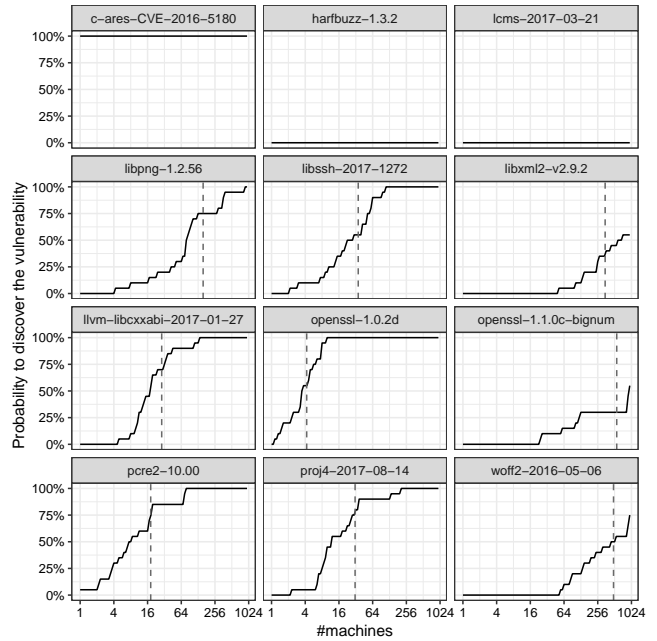 c−ares−CVE−2016−5180 harfbuzz−1.3.2 lcms−2017−03−21
100%
75%
50%
25%
0%
libpng−1.2.56 libssh−2017−1272 libxml2−v2.9.2
100%
75%
50%
25%
0%
llvm−libcxxabi−2017−01−27 openssl−1.0.2d openssl−1.1.0c−bignum
100%
75%
50%
25%
0%
pcre2−10.00 proj4−2017−08−14 woff2−2016−05−06
100%
75%
50%
25%
0%
1 4 16 64 256 1024 1 4 16 64 256 1024 1 4 16 64 256 1024
#machines
Probability to discover the vulnerability